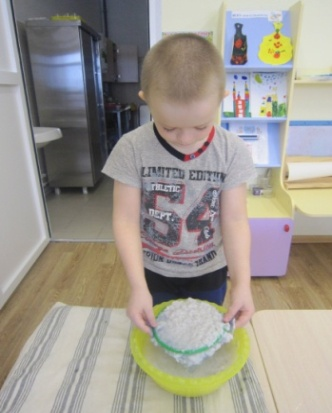 LIMITED EDITION
ATHLETIC
54
DEPT.